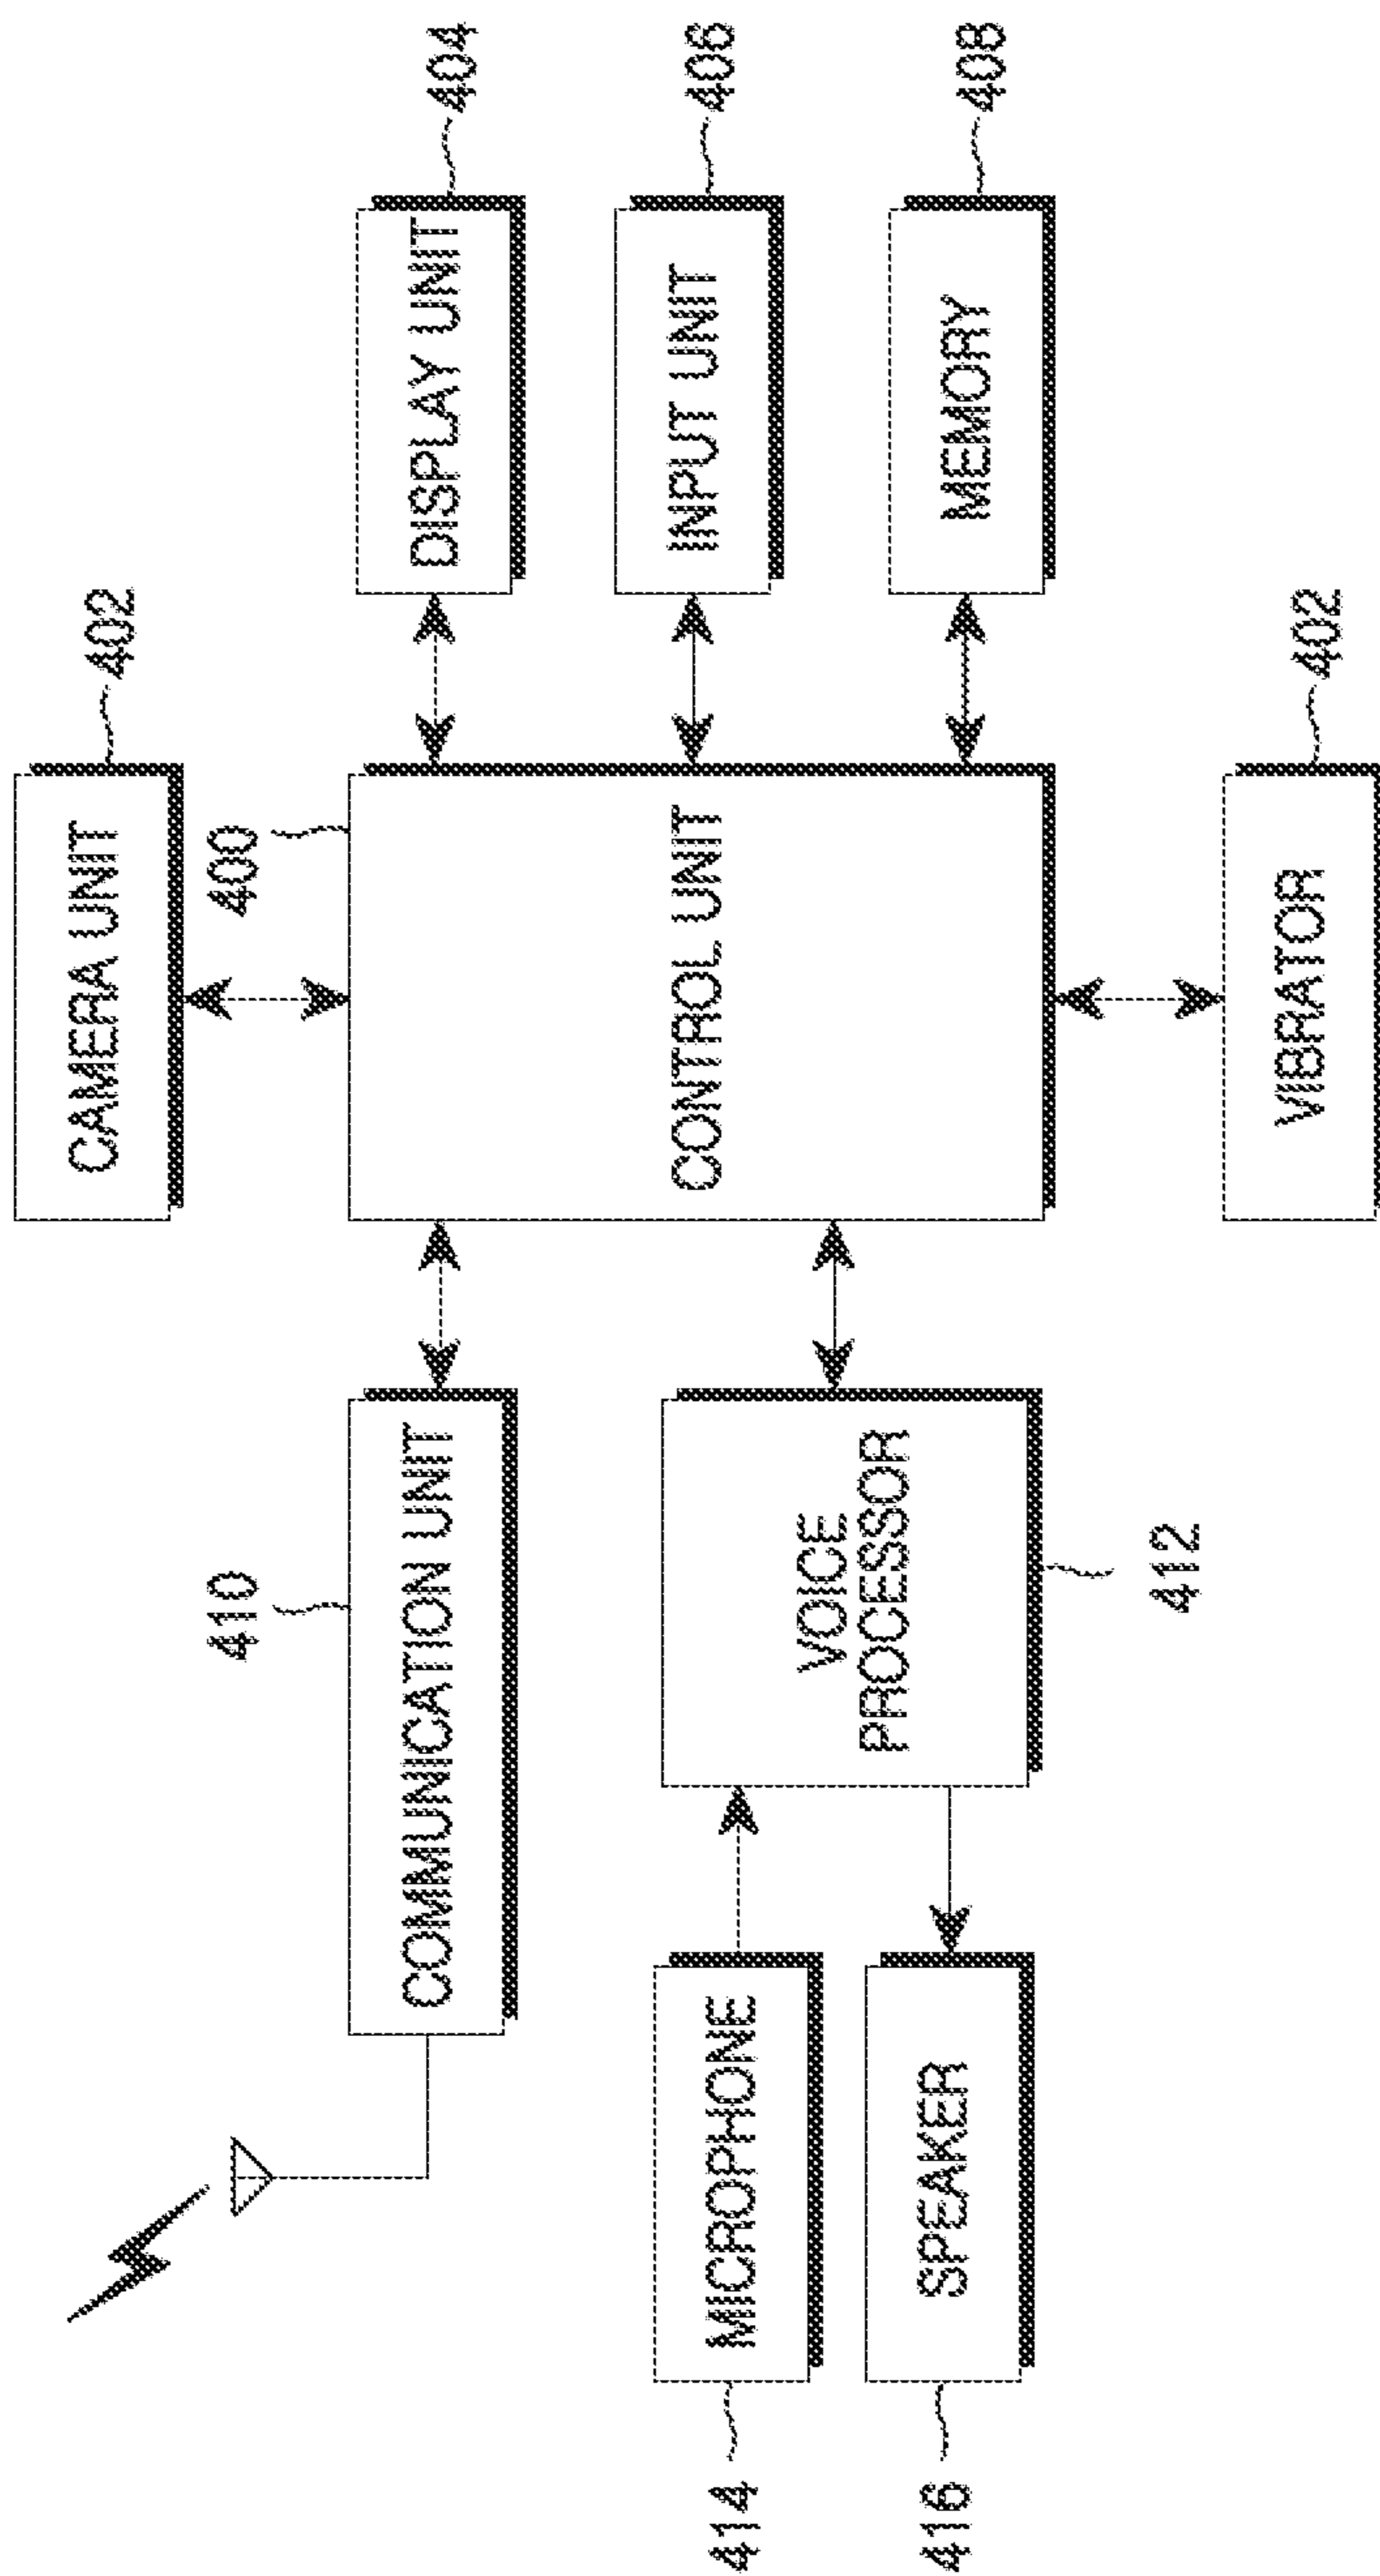 402
CAMERA UNIT
410
400
404
COMMUNICATION UNIT
DISPLAY UNIT
414
MICROPHONE
VOICE
PROCESSOR
CONTROL UNIT
INPUT UNIT
406
416
SPEAKER
MEMORY
408
412
VIBRATOR
402